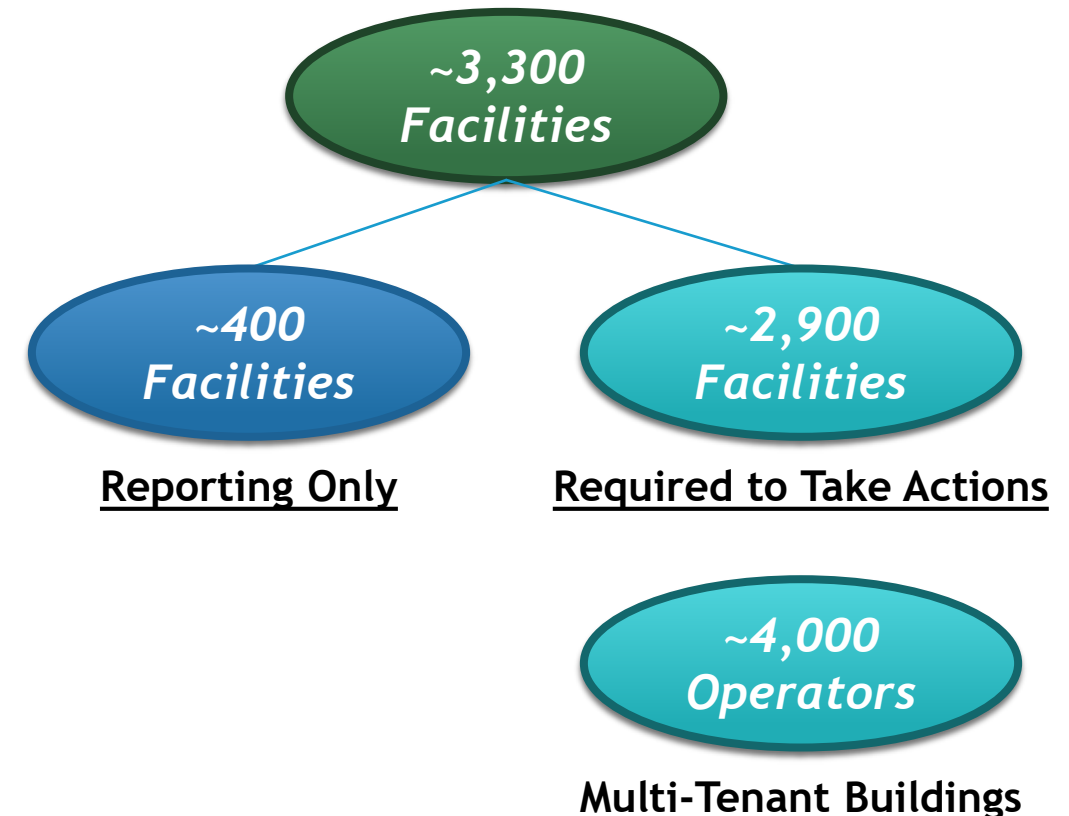 ~3,300
Facilities
~400
Facilities
~2,900
Facilities
Reporting Only
Required to Take Actions
~4,000
Operators
Multi-Tenant Buildings